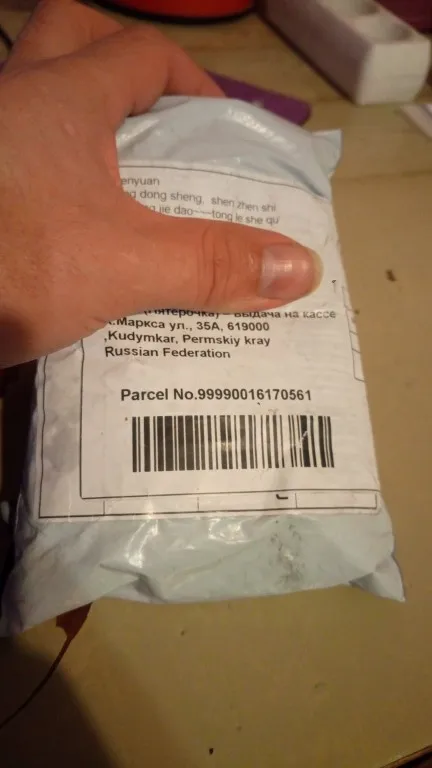 enyuan
g dong sheng, shen zhen shi
g jie dao~~~tong le she qu
(Пятерочка) – выдача на кассе
.Маркса ул., 35А, 619000
,Kudymkar, Permskiy kray
Russian Federation
Parcel No.99990016170561